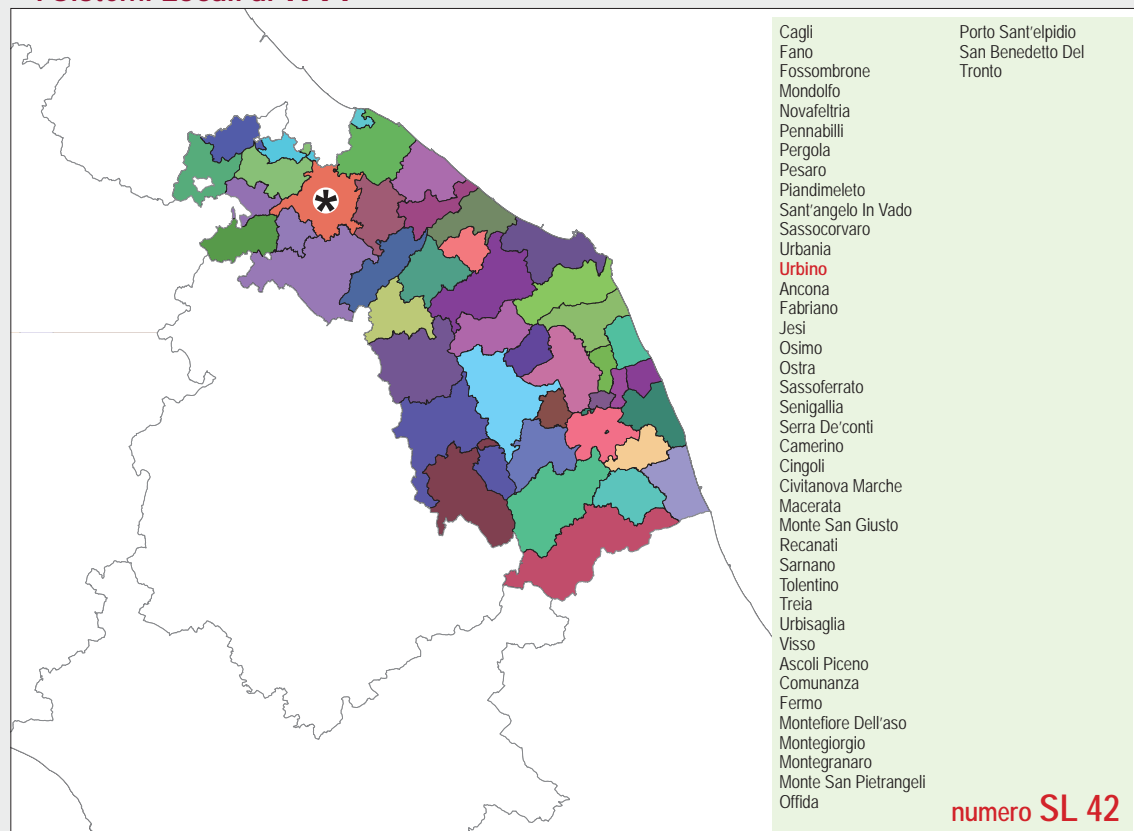 Cagli
Fano
Fossombrone
Mondolfo
Novafeltria
Pennabilli
Pergola
Pesaro
Piandimeleto
Sant'angelo In Vado
Sassocorvaro
Urbania
Urbino
Ancona
Fabriano
Jesi
Osimo
Ostra
Sassoferrato
Senigallia
Serra De'conti
Camerino
Cingoli
Civitanova Marche
Macerata
Monte San Giusto
Recanati
Sarnano
Tolentino
Treia
Urbisaglia
Visso
Ascoli Piceno
Comunanza
Fermo
Montefiore Dell'aso
Montegiorgio
Montegranaro
Monte San Pietrangeli
Offida
Porto Sant'elpidio
San Benedetto Del
Tronto
numero SL 42